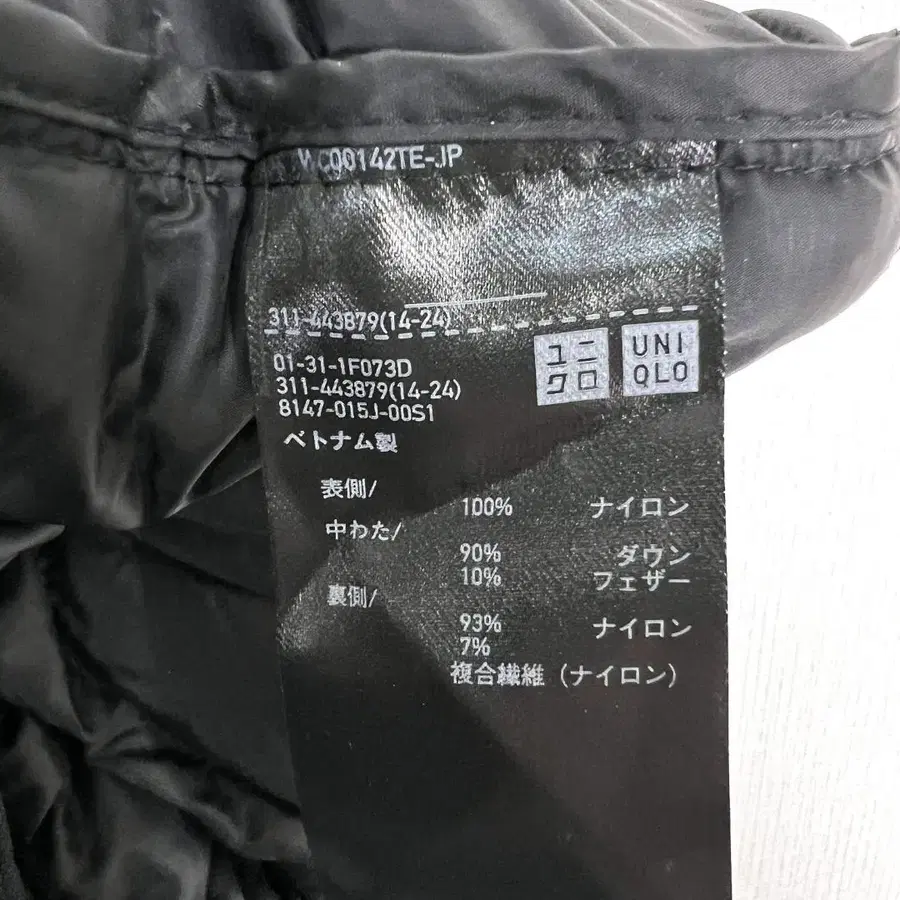 WC00142TE-JP
311-443879(14-24)
01-31-1F073D
311-443879(14-24)
8147-015J-00S1
ユニ
クロ
UNI
QLO
ベトナム製
表側/
100% ナイロン
中わた/
90% ダウン
10% フェザー
裏側/
93% ナイロン
7%
複合繊維(ナイロン)